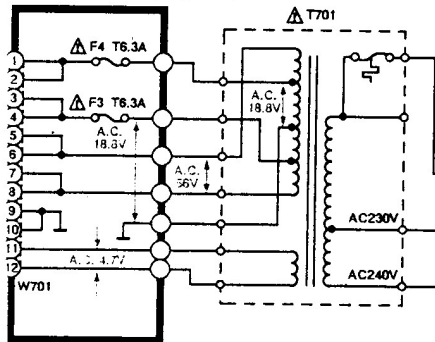 ⚠ T701
1
⚠ F4 T6.3A
2
3
⚠ F3 T6.3A
4
A.C.
18.8V
A.C.
18.8V
5
6
A.C.
66V
7
8
9
10
11
A.C. 4.7V
12
W701
AC230V
AC240V